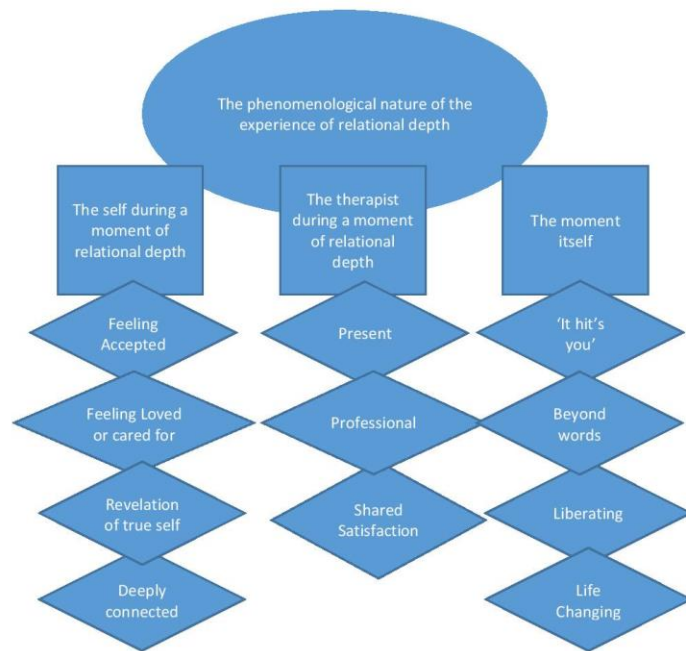 The phenomenological nature of the
experience of relational depth
The self during a
moment of
relational depth
The therapist
during a moment
of relational
depth
The moment
itself
Feeling
Accepted
Present
'It hit's
you'
Feeling Loved
or cared for
Professional
Beyond
words
Revelation
of true self
Shared
Satisfaction
Liberating
Deeply
connected
Life
Changing